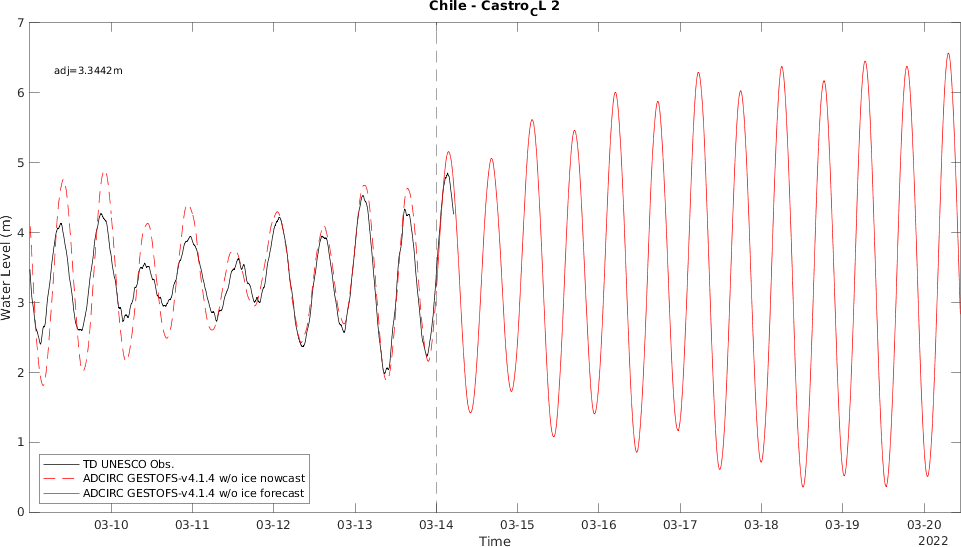 Chile - Castro_CL 2
adj=3.3442m
Water Level (m)
7
6
5
4
3
2
1
0
TD UNESCO Obs.
ADCIRC GESTOFS-v4.1.4 w/o ice nowcast
ADCIRC GESTOFS-v4.1.4 w/o ice forecast
03-10 03-11 03-12 03-13 03-14 03-15 03-16 03-17 03-18 03-19 03-20
Time
2022